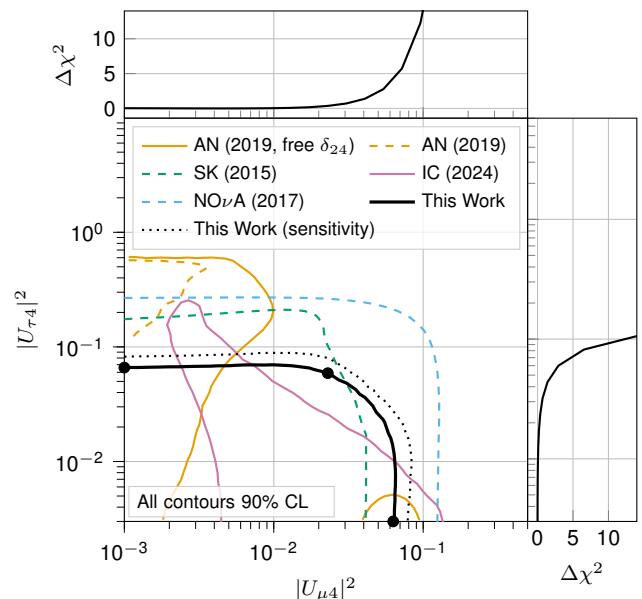 10
5
0
Δχ²
AN (2019, free δ₂₄)
AN (2019)
SK (2015)
IC (2024)
NOνA (2017)
This Work
This Work (sensitivity)
10⁰
10⁻¹
10⁻²
|U_τ4|²
All contours 90% CL
10⁻³
10⁻²
10⁻¹
|U_μ4|²
0
5
10
Δχ²